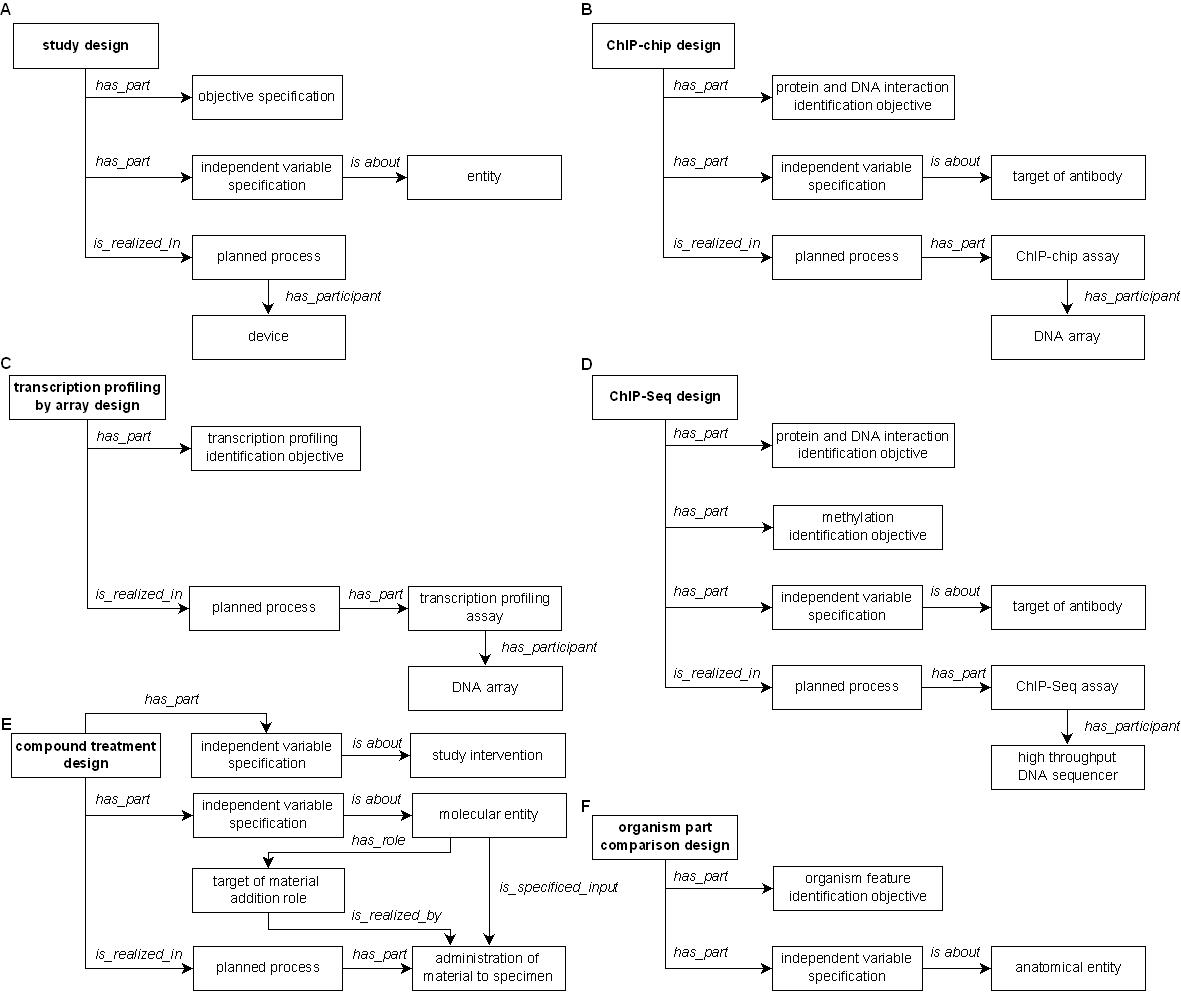 A
study design
has_part
objective specification
has_part
independent variable
specification
is about
entity
is_realized_In
planned process
has_participant
device
B
ChIP-chip design
has_part
protein and DNA interaction
identification objective
has_part
independent variable
specification
is about
target of antibody
is_realized_in
planned process
has_part
ChIP-chip assay
has_participant
DNA array
C
transcription profiling
by array design
has_part
transcription profiling
identification objective
is_realized_in
planned process
has_part
transcription profiling
assay
has_participant
DNA array
D
ChIP-Seq design
has_part
protein and DNA interaction
identification objctive
has_part
methylation
identification objective
has_part
independent variable
specification
is about
target of antibody
is_realized_in
planned process
has_part
ChIP-Seq assay
has_participant
high throughput
DNA sequencer
E
compound treatment
design
has_part
independent variable
specification
is about
study intervention
has_part
independent variable
specification
is about
molecular entity
has_role
target of material
addition role
is_specificed_input
is_realized_by
is_realized_in
planned process
has_part
administration of
material to specimen
F
organism part
comparison design
has_part
organism feature
identification objective
has_part
independent variable
specification
is about
anatomical entity